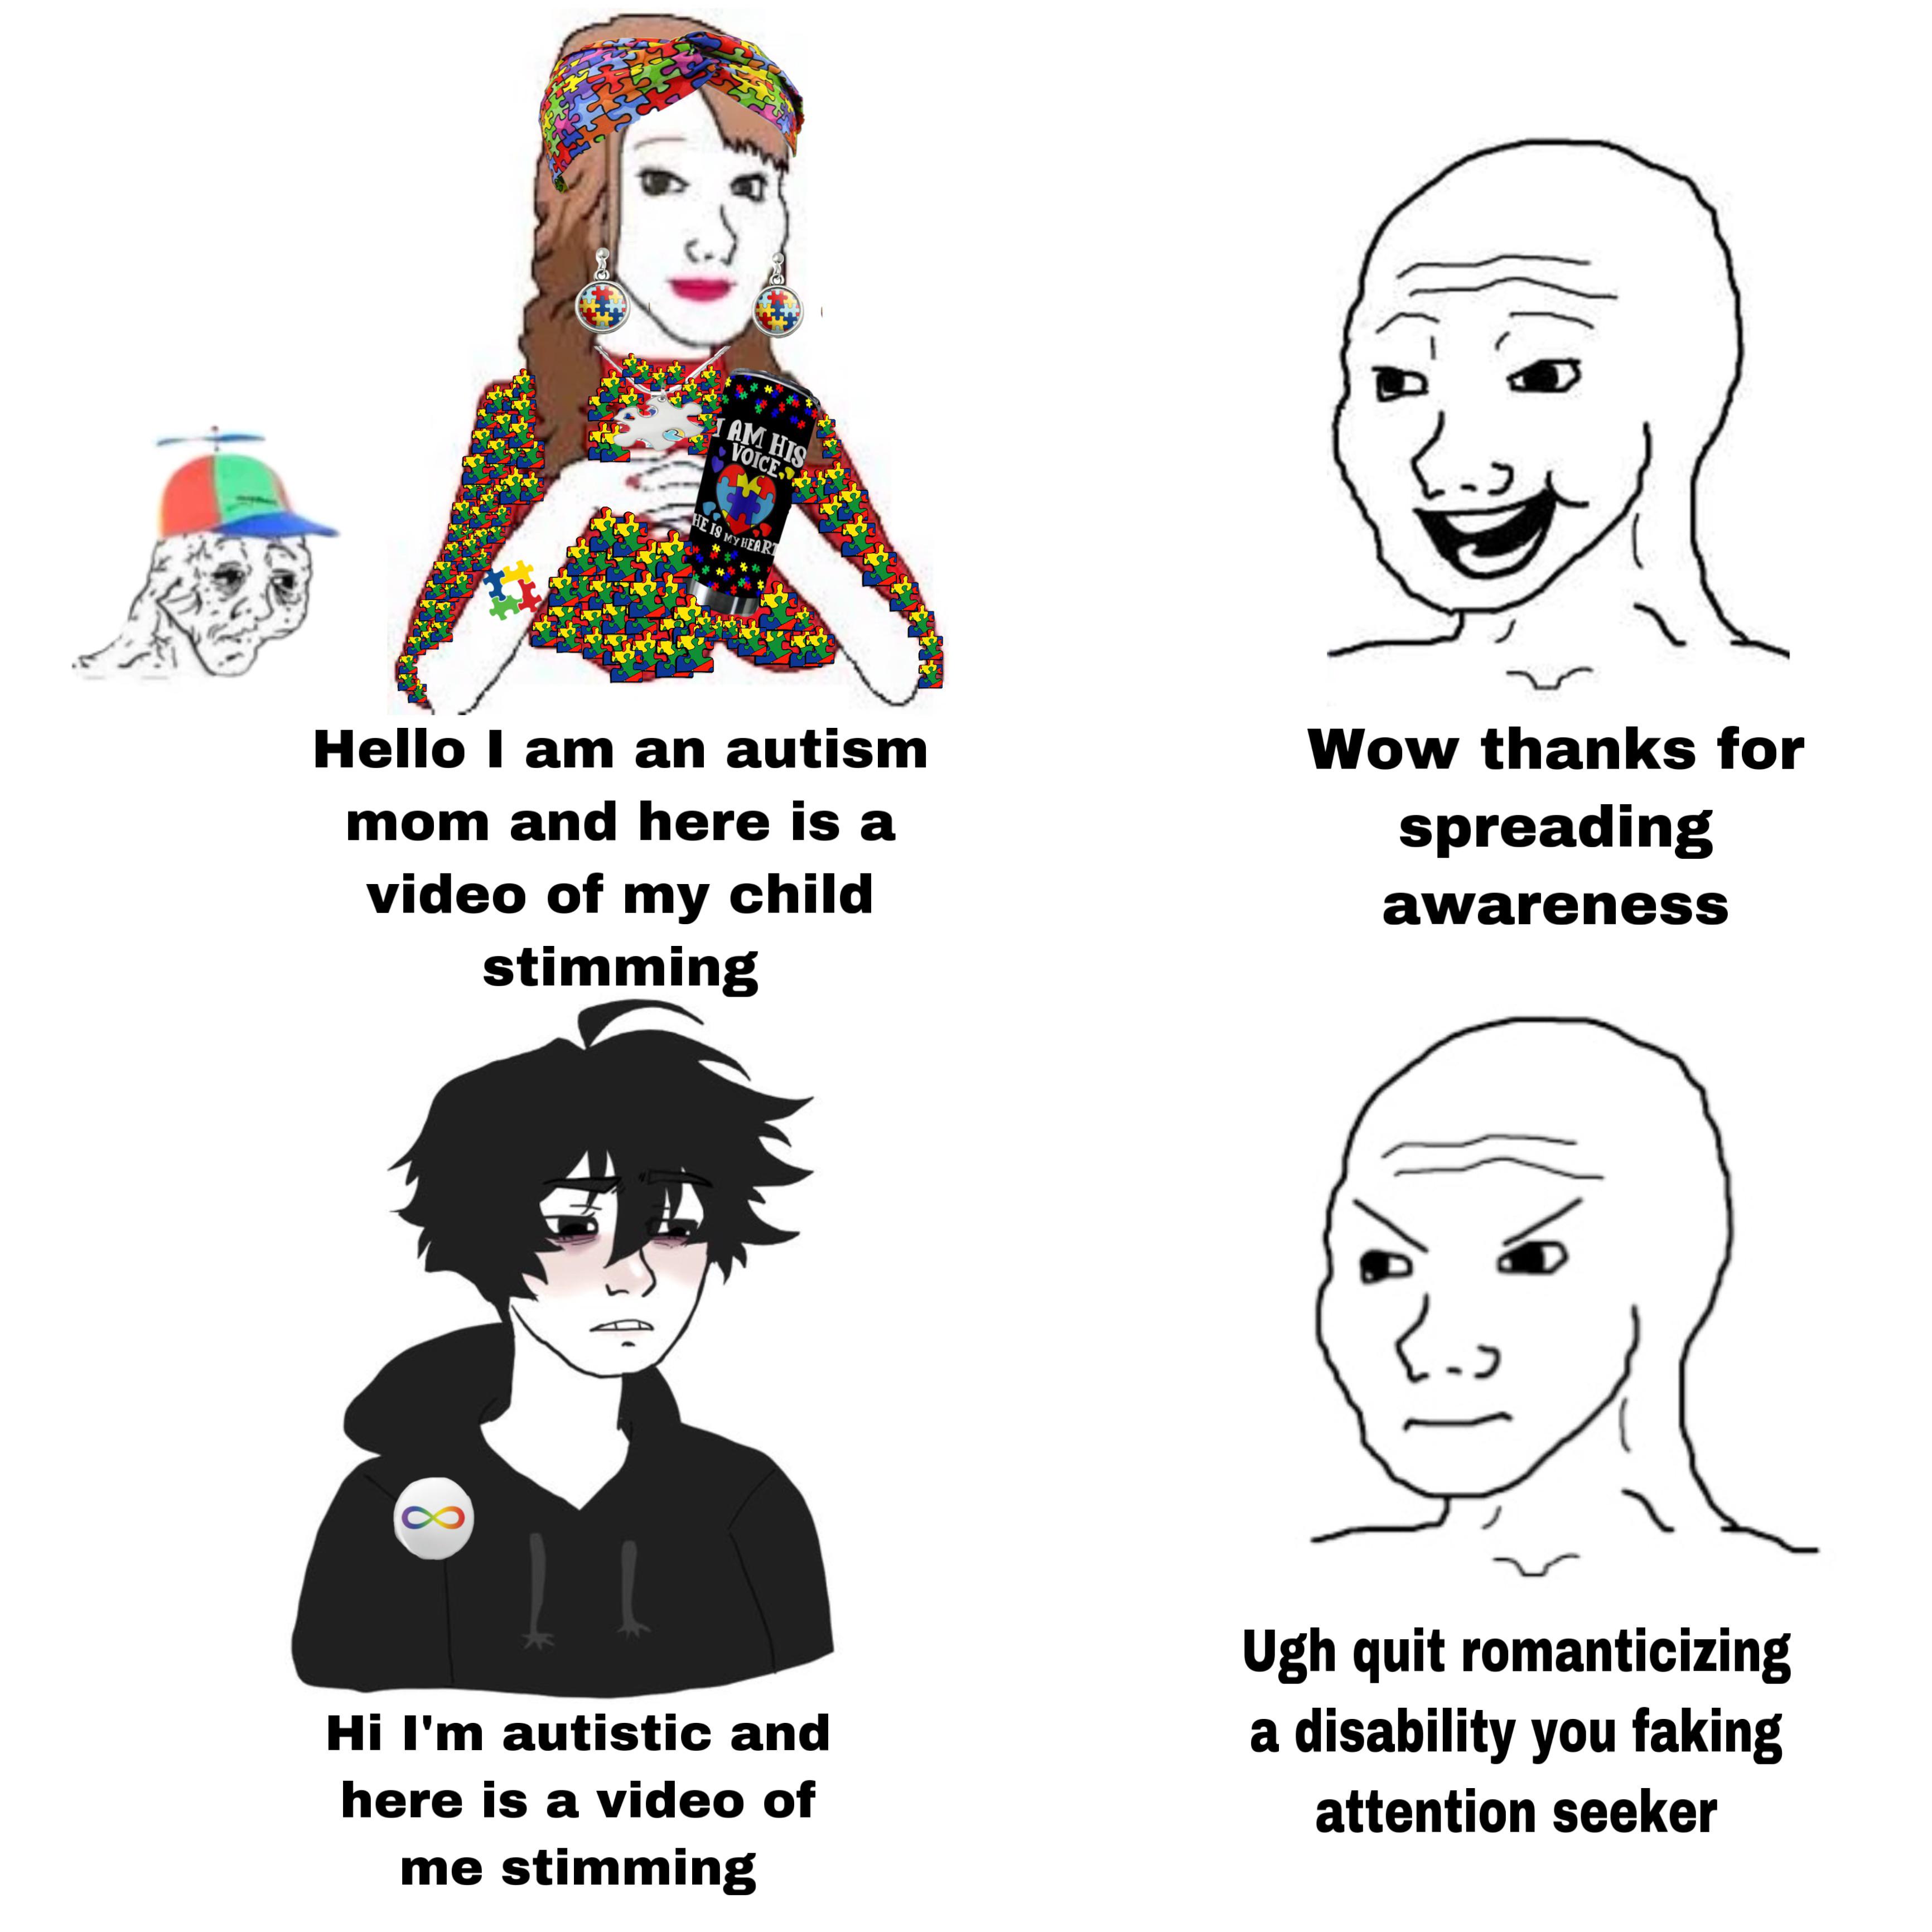 I AM HIS
VOICE
HE IS MY HEART
Hello I am an autism
mom and here is a
video of my child
stimming
Wow thanks for
spreading
awareness
Hi I'm autistic and
here is a video of
me stimming
Ugh quit romanticizing
a disability you faking
attention seeker